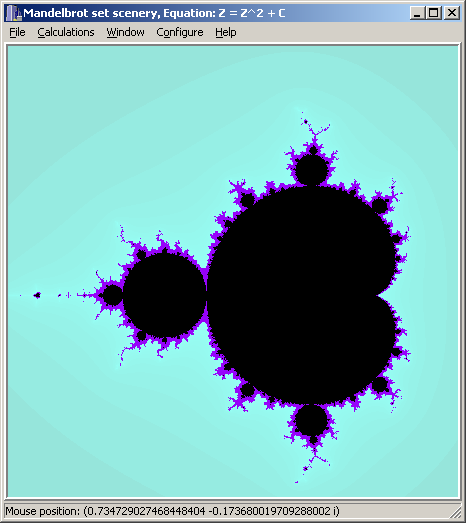 Mandelbrot set scenery, Equation: Z = Z^2 + C
File Calculations Window Configure Help
Mouse position: (0.734729027468448404 -0.173680019709288002 i)